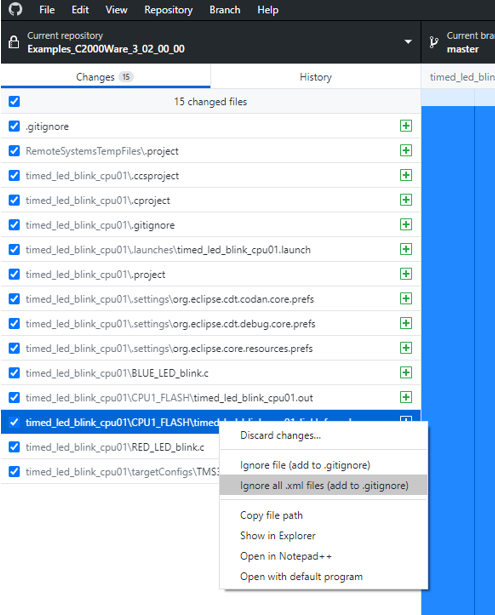 File Edit View Repository Branch Help
Current repository
Examples_C2000Ware_3_02_00_00
Current bra
master
Changes 15 History
timed_led_blin
15 changed files
.gitignore
RemoteSystemsTempFiles\.project
timed_led_blink_cpu01\.ccsproject
timed_led_blink_cpu01\.cproject
timed_led_blink_cpu01\.gitignore
timed_led_blink_cpu01\.launches\timed_led_blink_cpu01.launch
timed_led_blink_cpu01\.project
timed_led_blink_cpu01\.settings\org.eclipse.cdt.codan.core.prefs
timed_led_blink_cpu01\.settings\org.eclipse.cdt.debug.core.prefs
timed_led_blink_cpu01\.settings\org.eclipse.core.resources.prefs
timed_led_blink_cpu01\BLUE_LED_blink.c
timed_led_blink_cpu01\CPU1_FLASH\timed_led_blink_cpu01.out
timed_led_blink_cpu01\CPU1_FLASH\
timed_led_blink_cpu01\RED_LED_blink.c
timed_led_blink_cpu01\targetConfigs\TMS3
Discard changes...
Ignore file (add to .gitignore)
Ignore all .xml files (add to .gitignore)
Copy file path
Show in Explorer
Open in Notepad++
Open with default program